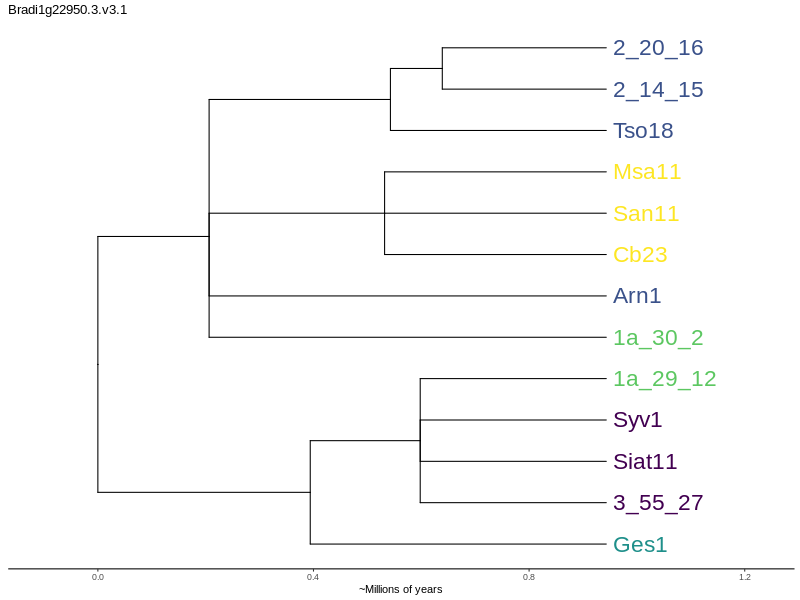 Bradi1g22950.3.v3.1
2_20_16
2_14_15
Tso18
Msa11
San11
Cb23
Arn1
1a_30_2
1a_29_12
Syv1
Siat11
3_55_27
Ges1
0.0 0.4 0.8 1.2
~Millions of years